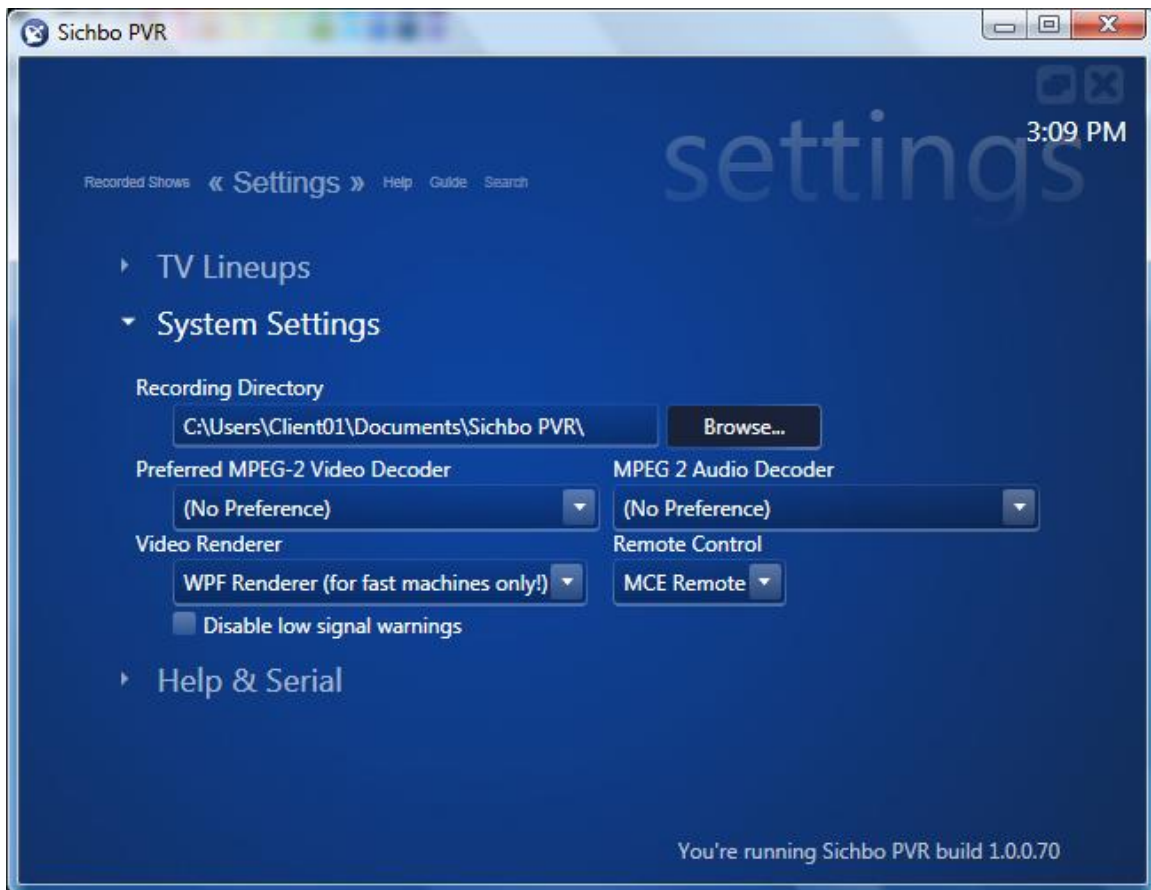 Sichbo PVR
settings
3:09 PM
Recorded Shows « Settings » Help Guide Search
TV Lineups
System Settings
Recording Directory
C:\Users\Client01\Documents\Sichbo PVR\ Browse...
Preferred MPEG-2 Video Decoder MPEG 2 Audio Decoder
(No Preference) (No Preference)
Video Renderer Remote Control
WPF Renderer (for fast machines only!) MCE Remote
Disable low signal warnings
Help & Serial
You're running Sichbo PVR build 1.0.0.70